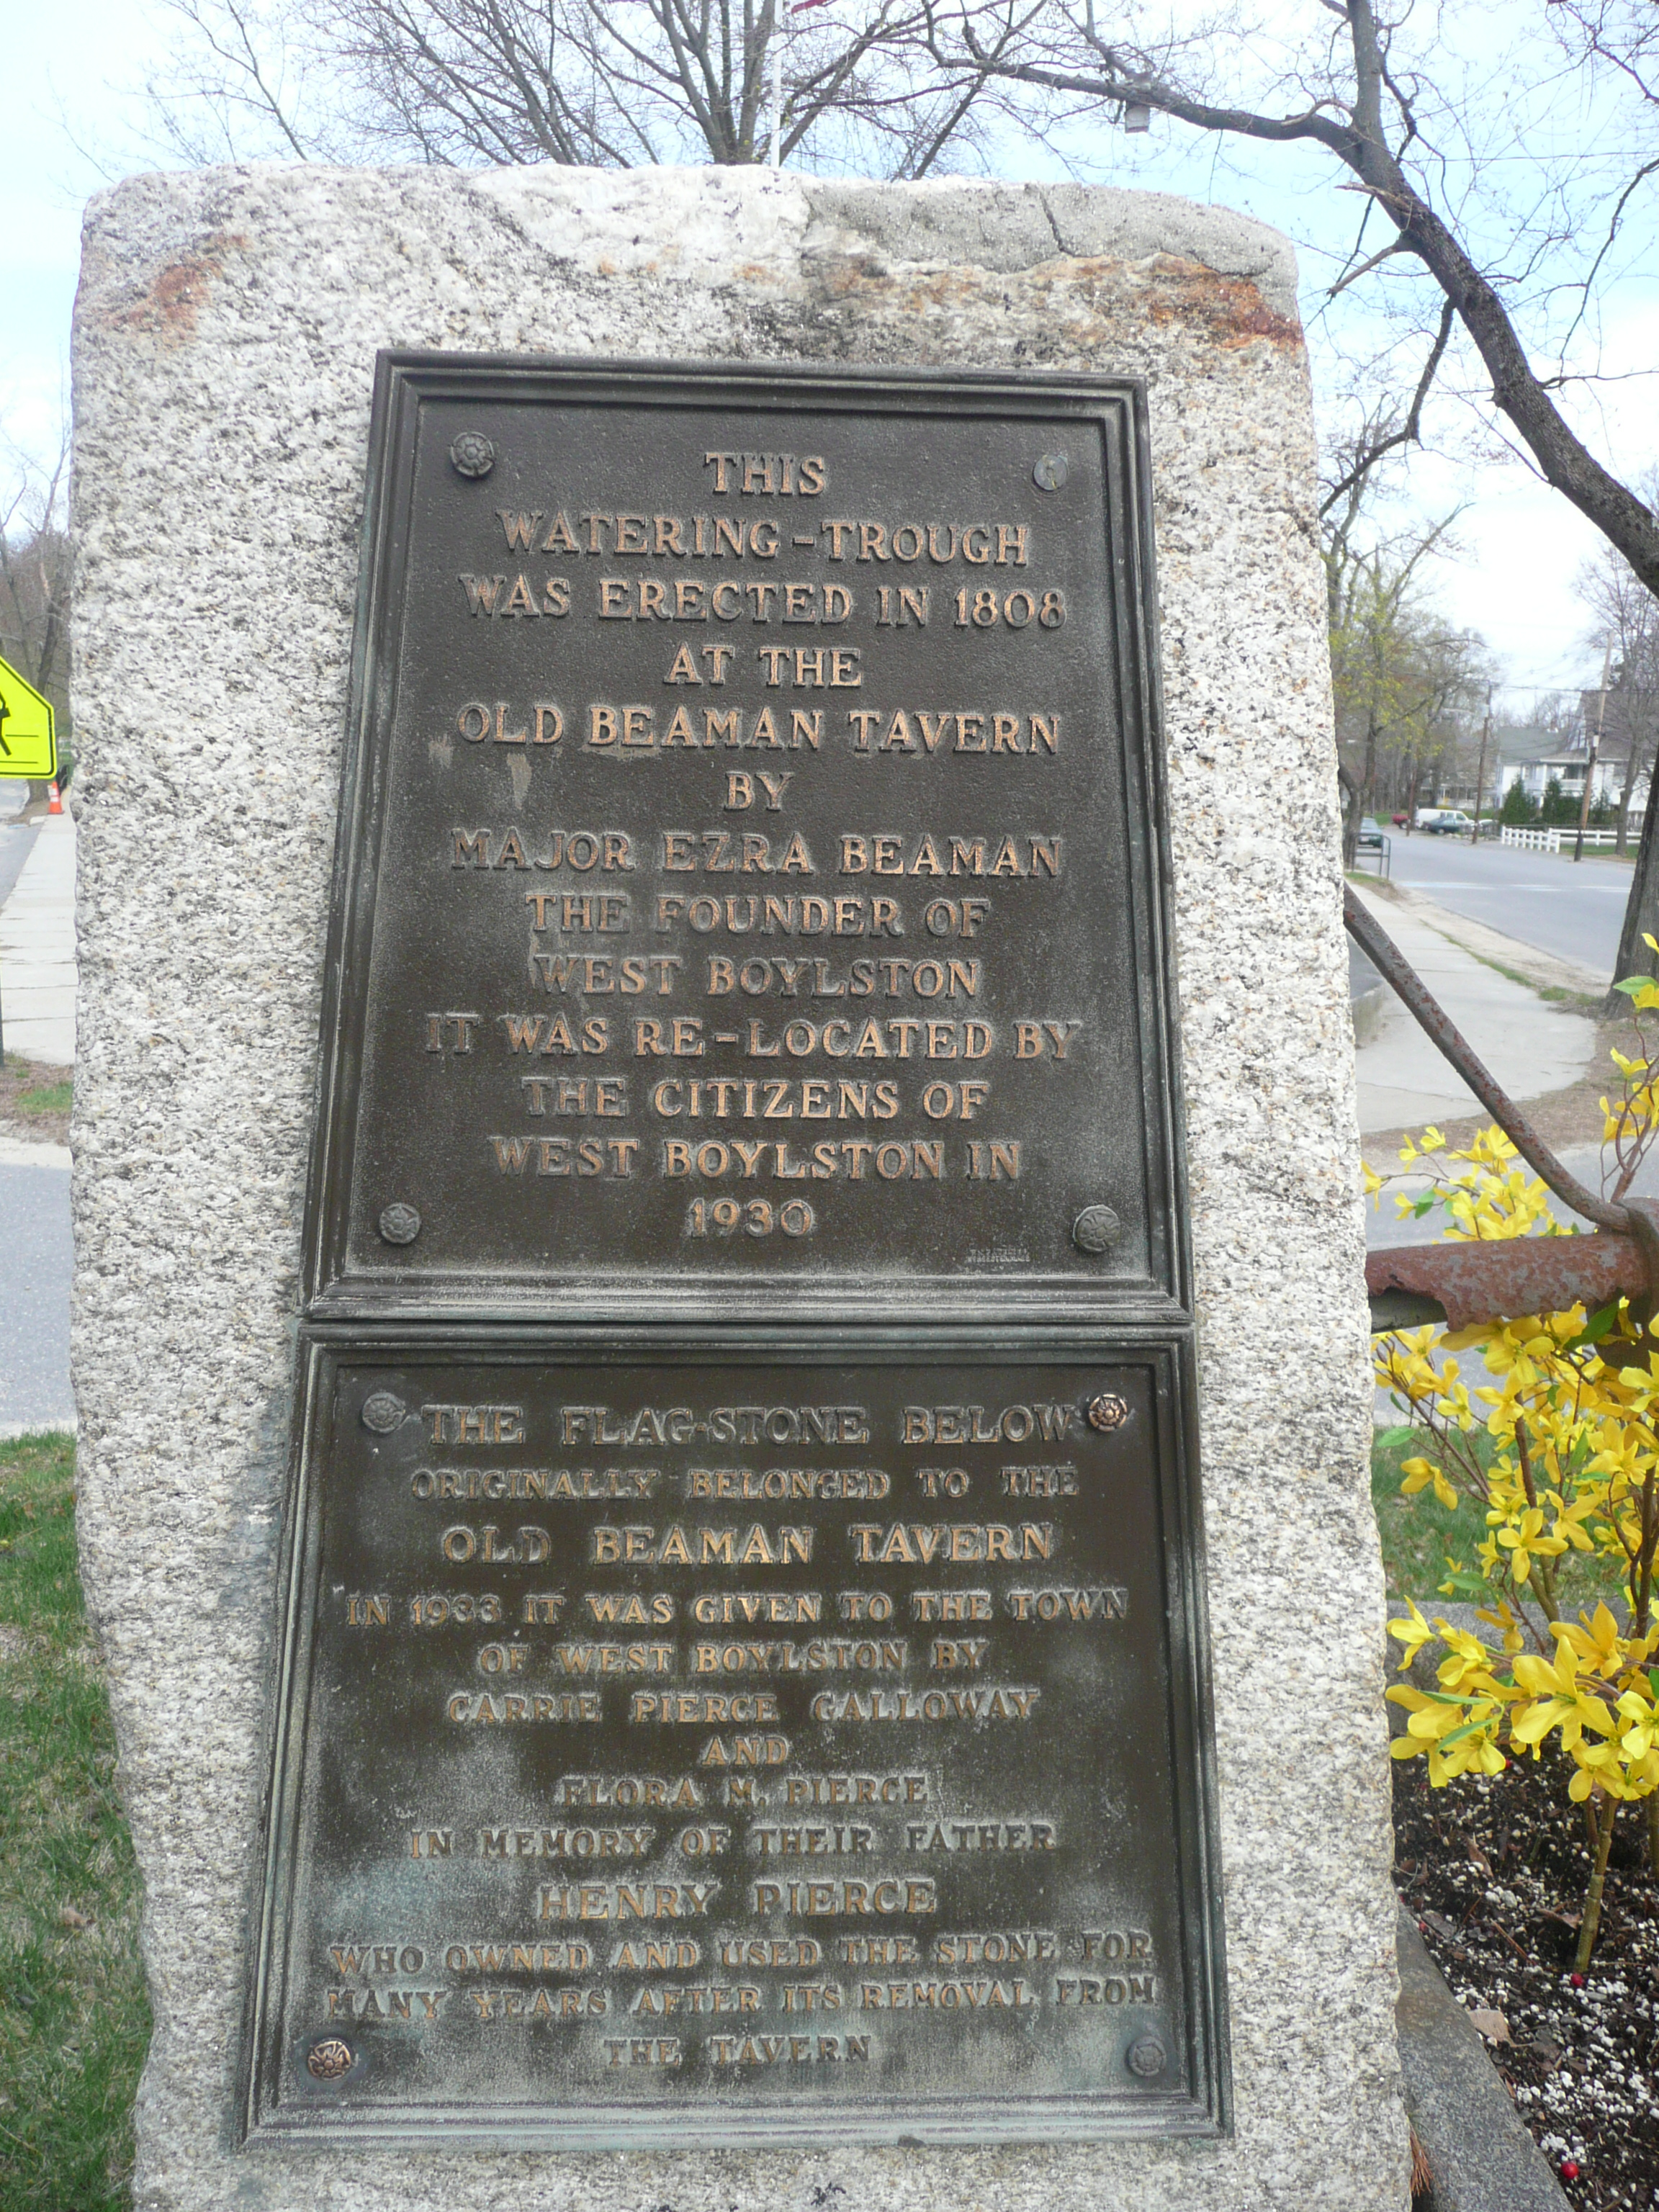 THIS
WATERING-TROUGH
WAS ERECTED IN 1808
AT THE
OLD BEAMAN TAVERN
BY
MAJOR EZRA BEAMAN
THE FOUNDER OF
WEST BOYLSTON
IT WAS RE-LOCATED BY
THE CITIZENS OF
WEST BOYLSTON IN
1930
THE FLAG-STONE BELOW
ORIGINALLY BELONGED TO THE
OLD BEAMAN TAVERN
IN 1933 IT WAS GIVEN TO THE TOWN
OF WEST BOYLSTON BY
CARRIE PIERCE GALLOWAY
AND
FLORA M. PIERCE
IN MEMORY OF THEIR FATHER
HENRY PIERCE
WHO OWNED AND USED THE STONE FOR
MANY YEARS AFTER ITS REMOVAL FROM
THE TAVERN